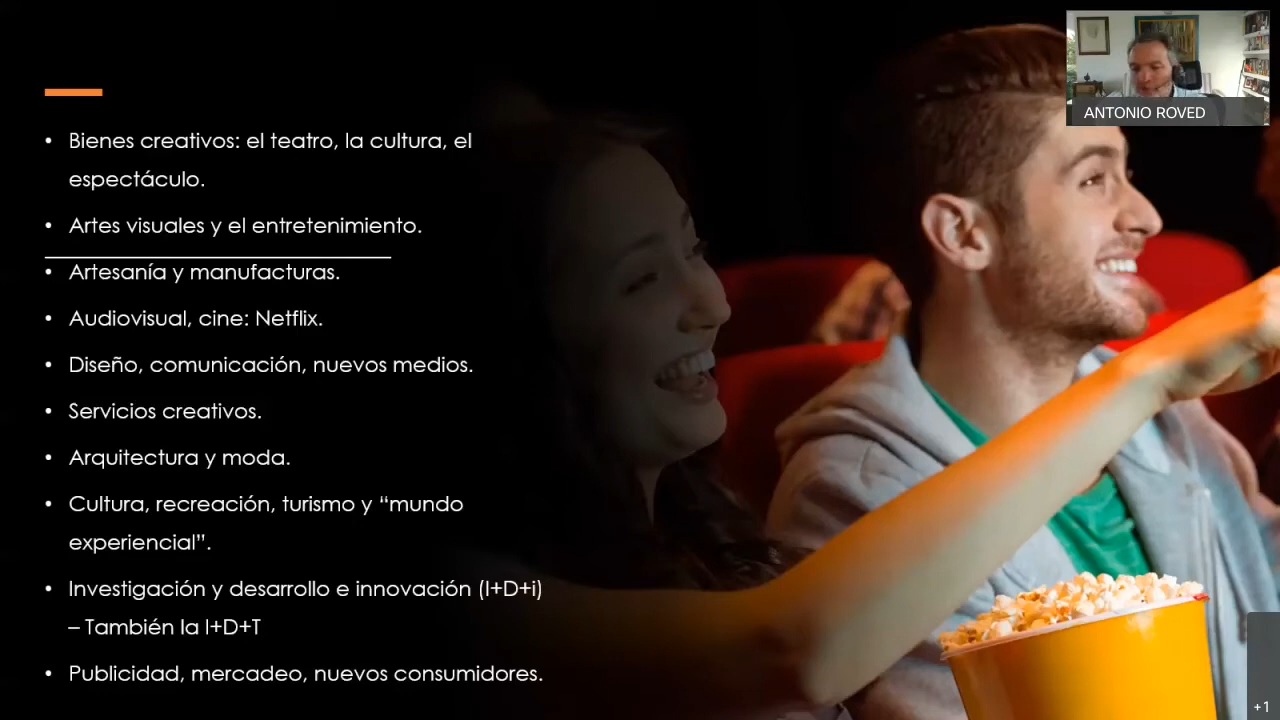 ANTONIO ROVED
• Bienes creativos: el teatro, la cultura, el
espectáculo.
• Artes visuales y el entretenimiento.
• Artesanía y manufacturas.
• Audiovisual, cine: Netflix.
• Diseño, comunicación, nuevos medios.
• Servicios creativos.
• Arquitectura y moda.
• Cultura, recreación, turismo y “mundo
experiencial”.
• Investigación y desarrollo e innovación (I+D+i)
– También la I+D+T
• Publicidad, mercadeo, nuevos consumidores.
+1